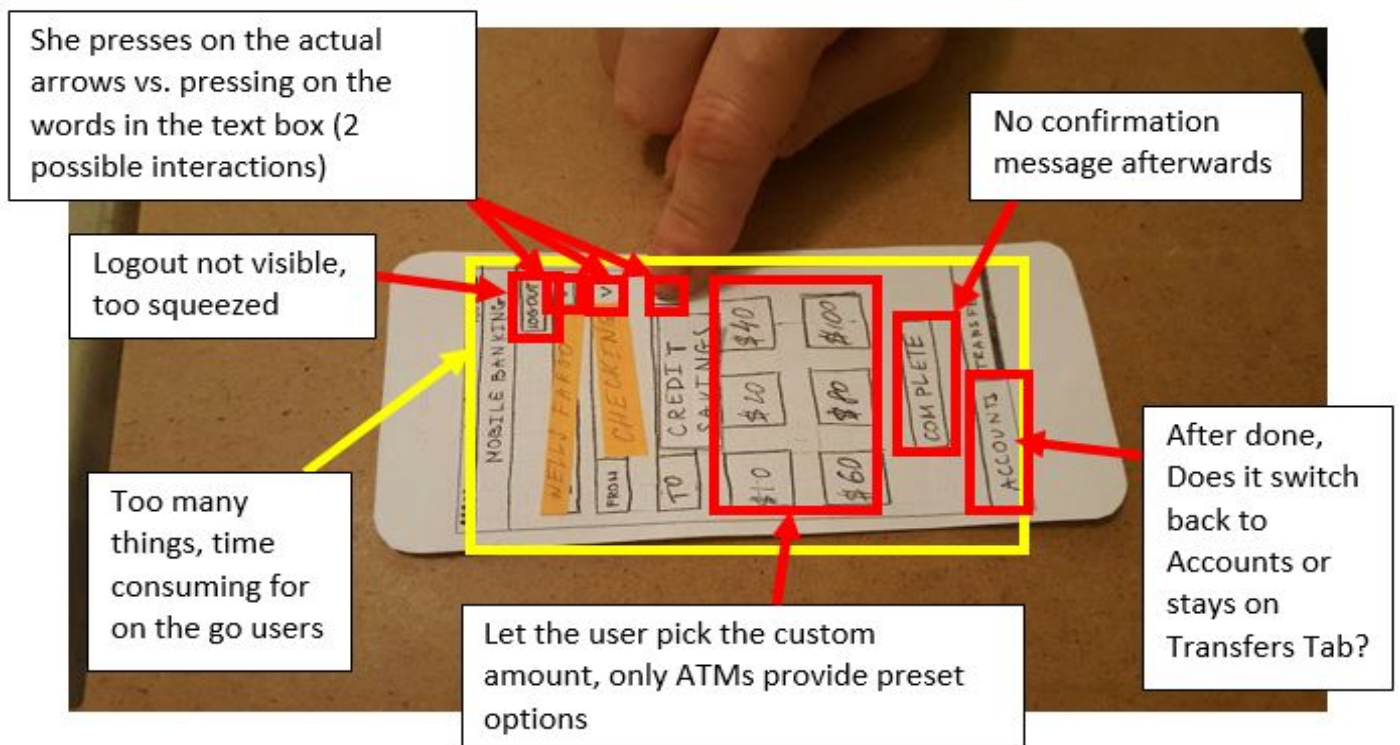 She presses on the actual
arrows vs. pressing on the
words in the text box (2
possible interactions)
No confirmation
message afterwards
Logout not visible,
too squeezed
Too many
things, time
consuming for
on the go users
Let the user pick the custom
amount, only ATMs provide preset
options
After done,
Does it switch
back to
Accounts or
stays on
Transfers Tab?
MOBILE BANKING
LOGOUT
WELLS FARGO
FROM CHECKING V
TO CREDIT
SAVINGS
$10 $20 $40
$60 $80 $100
COMPLETE
ACCOUNTS TRANSF